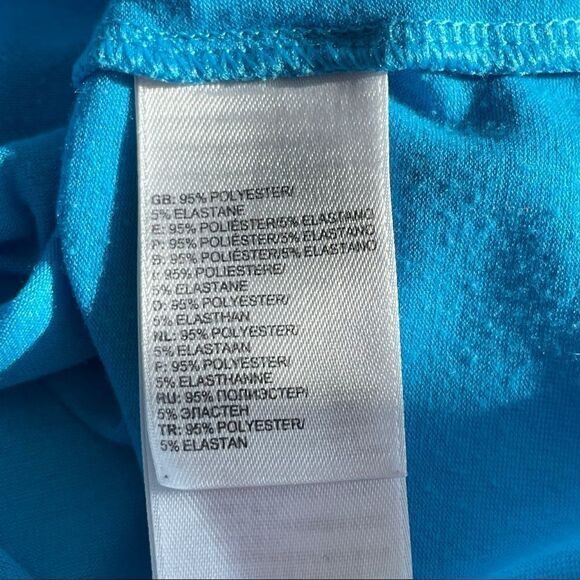 GB: 95% POLYESTER/
5% ELASTANE
E: 95% POLIÉSTER/5% ELASTANO
P: 95% POLIÉSTER/5% ELASTANO
B: 95% POLIÉSTER/5% ELASTANO
I: 95% POLIESTERE/
5% ELASTANE
D: 95% POLYESTER/
5% ELASTHAN
NL: 95% POLYESTER/
5% ELASTAAN
F: 95% POLYESTER/
5% ELASTHANNE
RU: 95% ПОЛИЭСТЕР/
5% ЭЛАСТЕН
TR: 95% POLYESTER/
5% ELASTAN